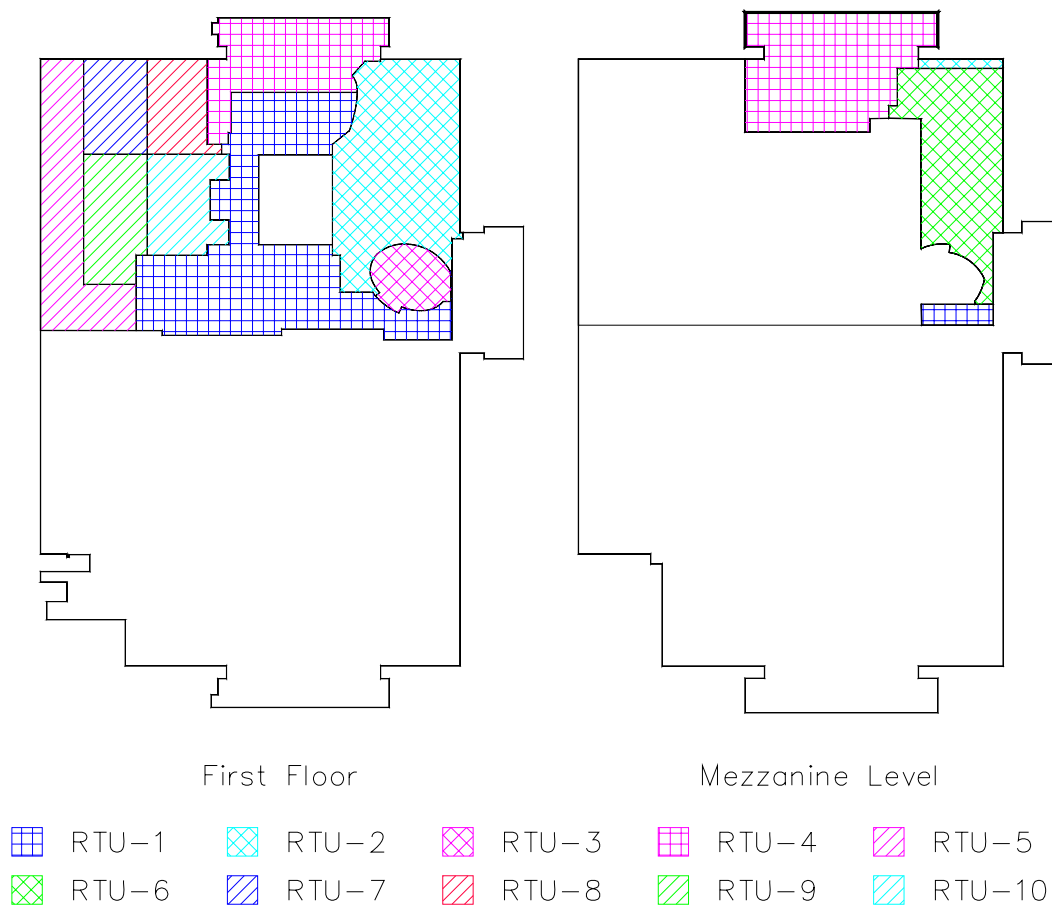 First Floor Mezzanine Level
RTU-1 RTU-2 RTU-3 RTU-4 RTU-5
RTU-6 RTU-7 RTU-8 RTU-9 RTU-10